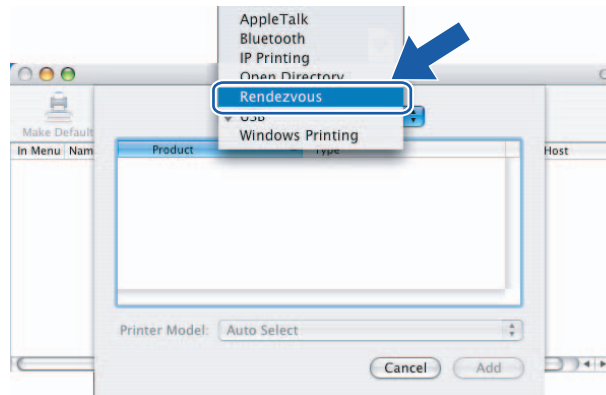 AppleTalk
Bluetooth
IP Printing
Open Directory
Rendezvous
USB
Windows Printing
Make Default
In Menu Nam
Product Type Host
Printer Model: Auto Select
Cancel Add